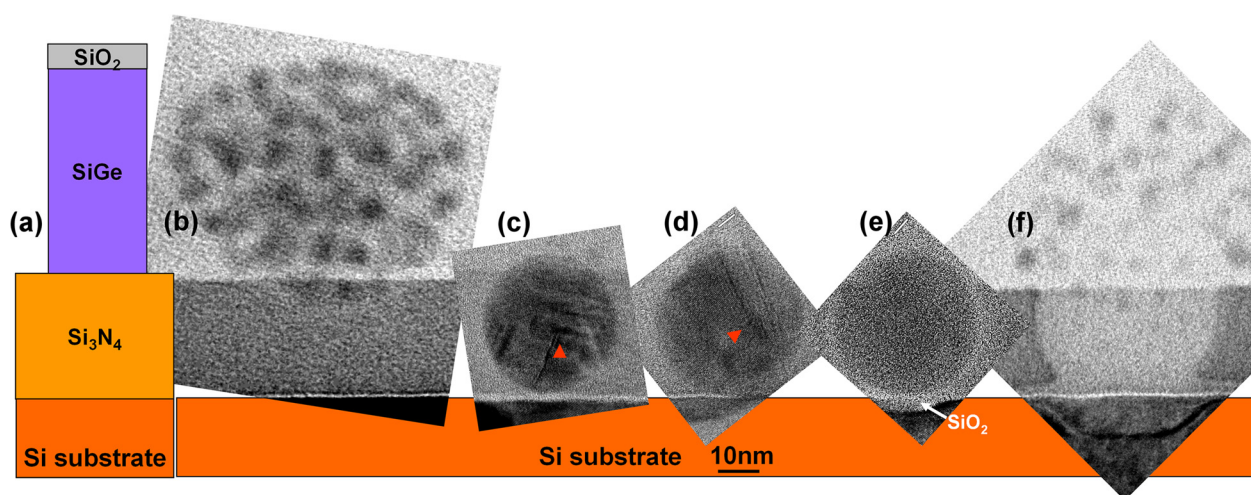 SiO2
SiGe
(a)
Si3N4
Si substrate
(b)
(c)
(d)
(e)
(f)
SiO2
Si substrate
10nm